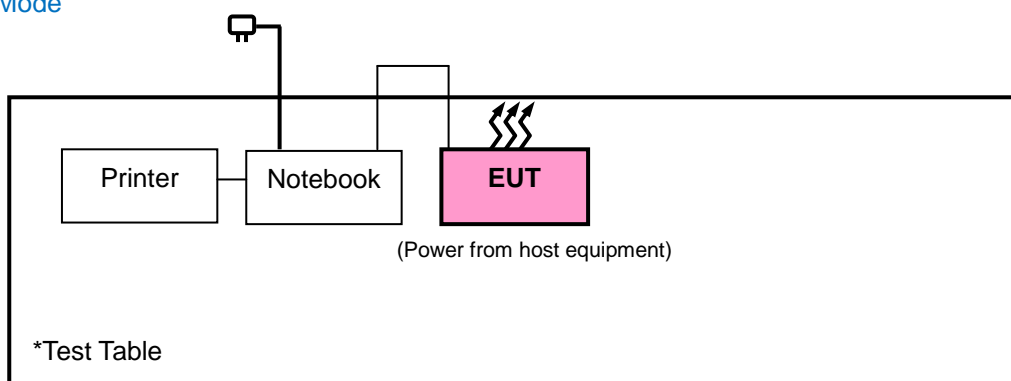 Mode
Printer
Notebook
EUT
(Power from host equipment)
*Test Table